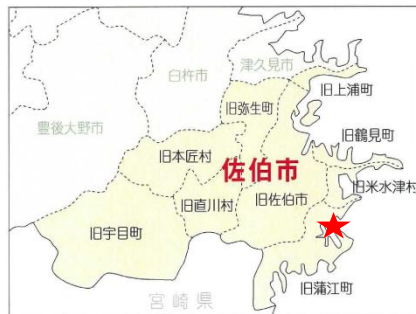 臼杵市
津久見市
旧上浦町
旧弥生町
豊後大野市
旧鶴見町
旧本匠村
佐伯市
旧米水津村
旧直川村
旧佐伯市
旧宇目町
旧蒲江町
宮崎県